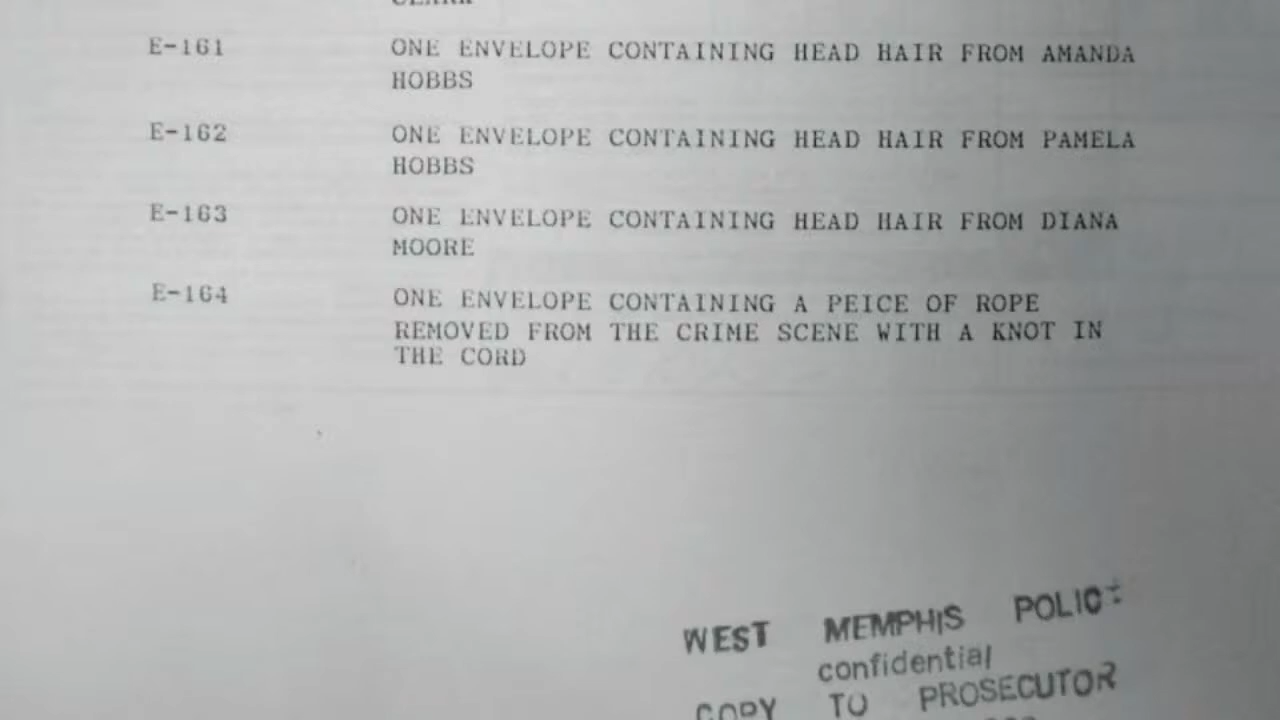 CLARK
E-161 ONE ENVELOPE CONTAINING HEAD HAIR FROM AMANDA
HOBBS
E-162 ONE ENVELOPE CONTAINING HEAD HAIR FROM PAMELA
HOBBS
E-163 ONE ENVELOPE CONTAINING HEAD HAIR FROM DIANA
MOORE
E-164 ONE ENVELOPE CONTAINING A PEICE OF ROPE
REMOVED FROM THE CRIME SCENE WITH A KNOT IN
THE CORD
WEST MEMPHIS POLICE
confidential
COPY TO PROSECUTOR